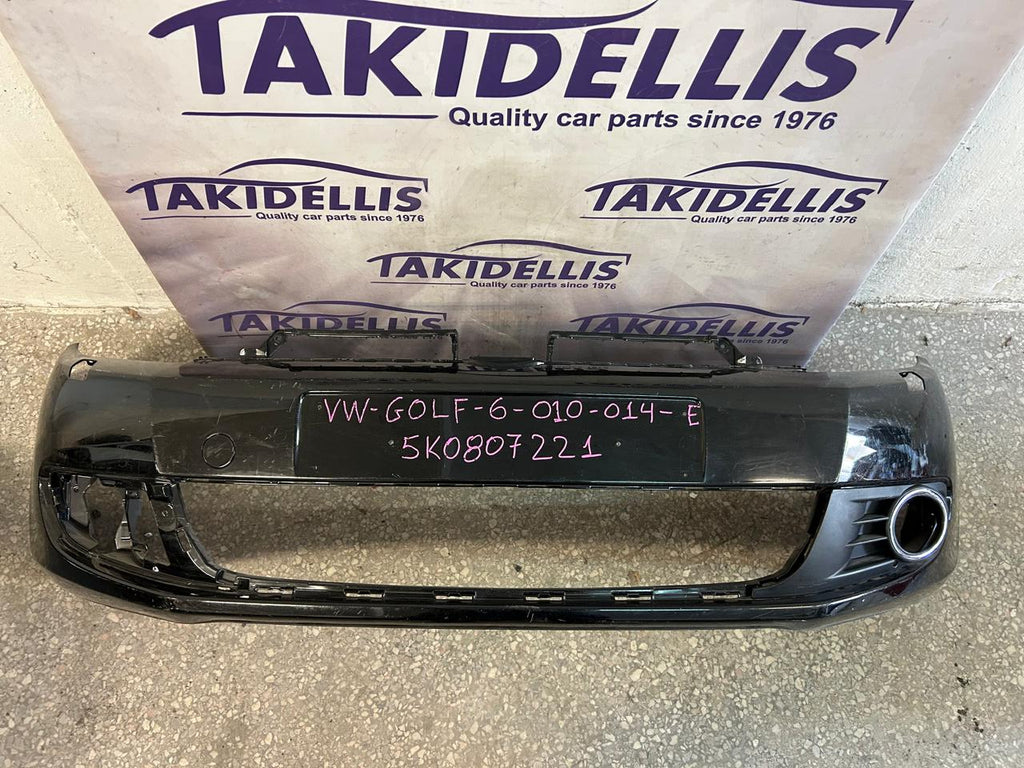 TAKIDELLIS
Quality car parts since 1976
TAKIDELLIS
Quality car parts since 1976
TAKIDELLIS
Quality car parts since 1976
TAKIDELLIS
Quality car parts since 1976
TAKIDELLIS
TAKIDELLIS
VW-GOLF-6-010-014-E
5K0807221